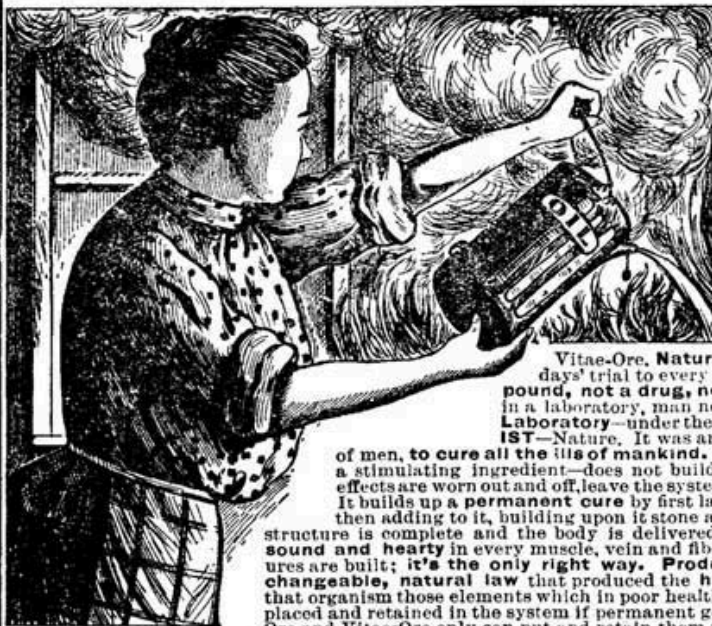 OIL
Vitae-Ore, Natur
days' trial to every
pound, not a drug, n
in a laboratory, man n
Laboratory—under the
IST—Nature. It was a
of men, to cure all the ills of mankind.
a stimulating ingredient—does not build
effects are worn out and off, leave the syste
It builds up a permanent cure by first la
then adding to it, building upon it stone a
structure is complete and the body is delivered
sound and hearty in every muscle, vein and fib
ures are built; it's the only right way. Prod
changeable, natural law that produced the h
that organism those elements which in poor healt
placed and retained in the system if permanent g